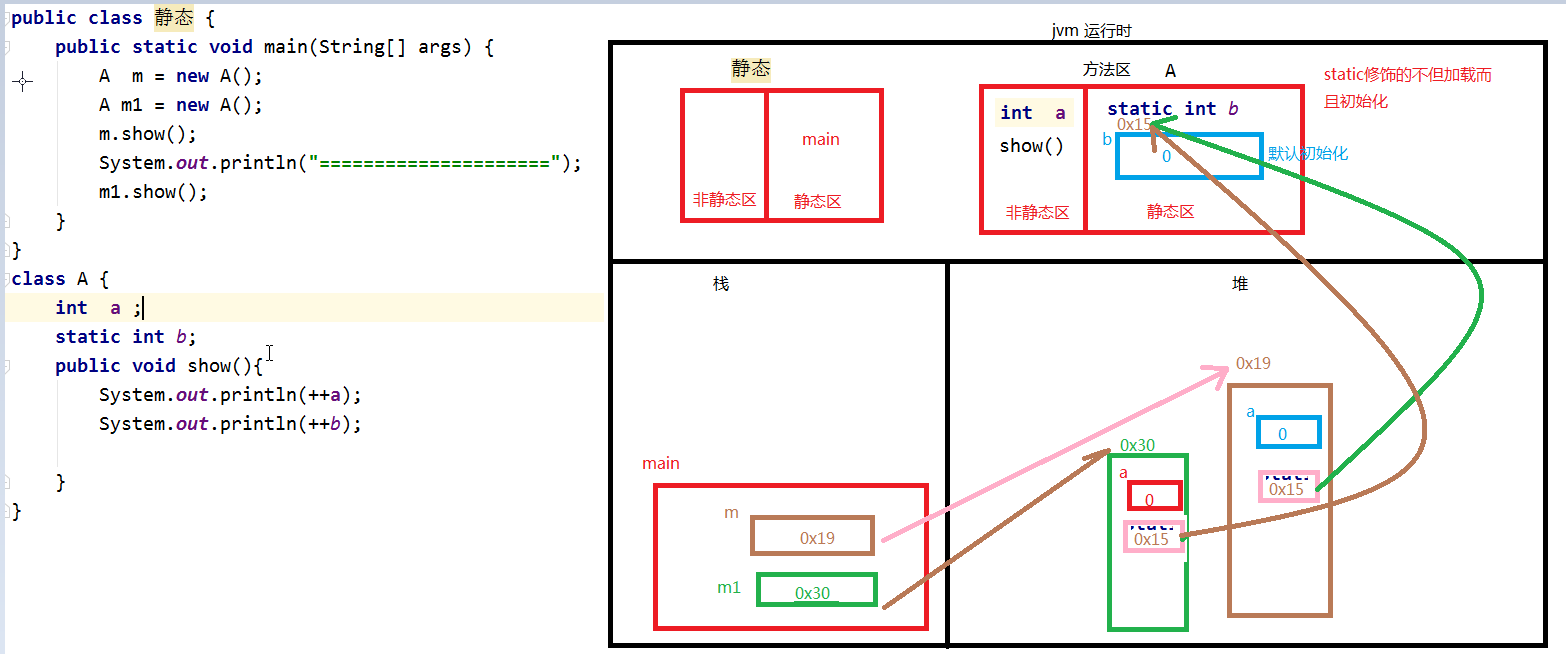 public class 静态 {
    public static void main(String[] args) {
        A  m = new A();
        A m1 = new A();
        m.show();
        System.out.println("=====================");
        m1.show();
    }
}
class A {
    int  a ;
    static int b;
    public void show(){
        System.out.println(++a);
        System.out.println(++b);
    }
}
jvm 运行时
静态
main
非静态区
静态区
方法区
A
int  a
show()
非静态区
static int b
0x15
b
0
默认初始化
静态区
static修饰的不但加载而
且初始化
栈
main
m
0x19
m1
0x30
堆
0x30
a
0
0x15
0x19
a
0
0x15